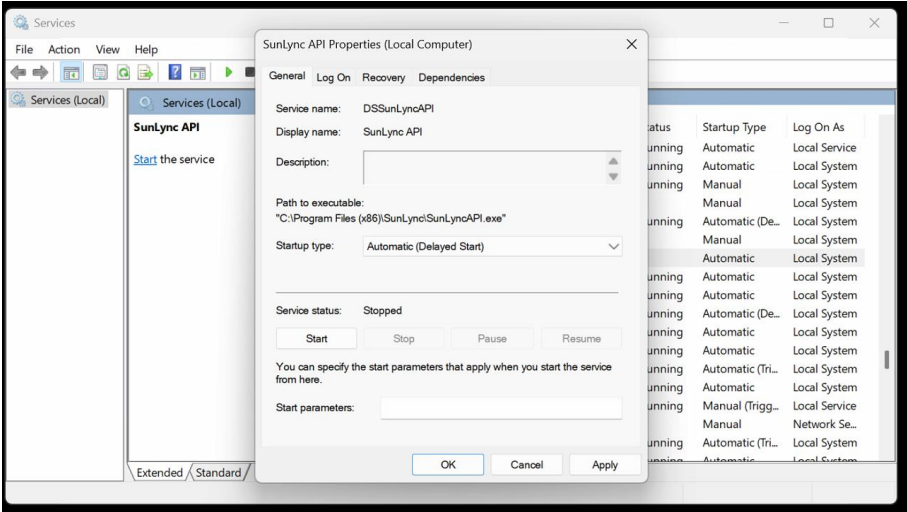 Services
File Action View Help
Services (Local)
Services (Local)
SunLync API
Start the service
SunLync API Properties (Local Computer)
General Log On Recovery Dependencies
Service name: DSSunLyncAPI
Display name: SunLync API
Description:
Path to executable:
"C:\Program Files (x86)\SunLync\SunLyncAPI.exe"
Startup type: Automatic (Delayed Start)
Service status: Stopped
Start Stop Pause Resume
You can specify the start parameters that apply when you start the service
from here.
Start parameters:
OK Cancel Apply
atus Startup Type Log On As
unning Automatic Local Service
unning Automatic Local System
unning Manual Local System
Manual Local System
unning Automatic (De... Local System
Manual Local System
Automatic Local System
unning Automatic Local System
unning Automatic Local System
unning Automatic (De... Local System
unning Automatic Local System
unning Automatic Local System
unning Automatic (Tri... Local System
unning Automatic Local System
unning Manual (Trigg... Local Service
Manual Network Se...
unning Automatic (Tri... Local System
unning Automatic Local System
Extended Standard